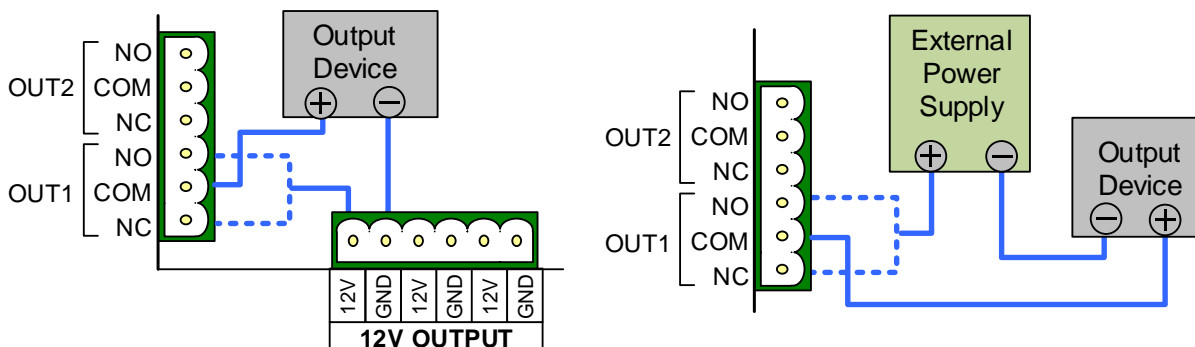 Output
Device
+
−
NO
OUT2 COM
NC
NO
OUT1 COM
NC
12V GND 12V GND 12V GND
12V OUTPUT
External
Power
Supply
+
−
Output
Device
−
+
NO
OUT2 COM
NC
NO
OUT1 COM
NC